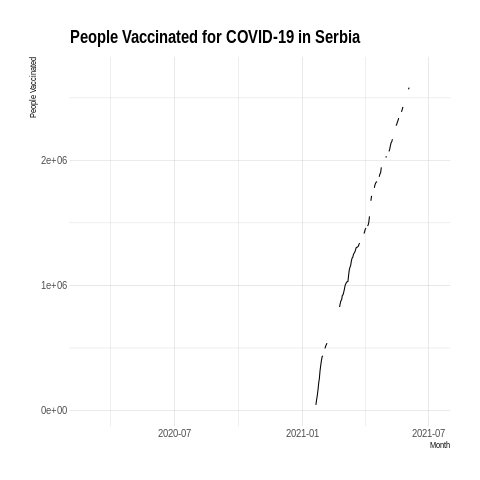 People Vaccinated for COVID-19 in Serbia
People Vaccinated
2e+06
1e+06
0e+00
2020-07
2021-01
2021-07
Month